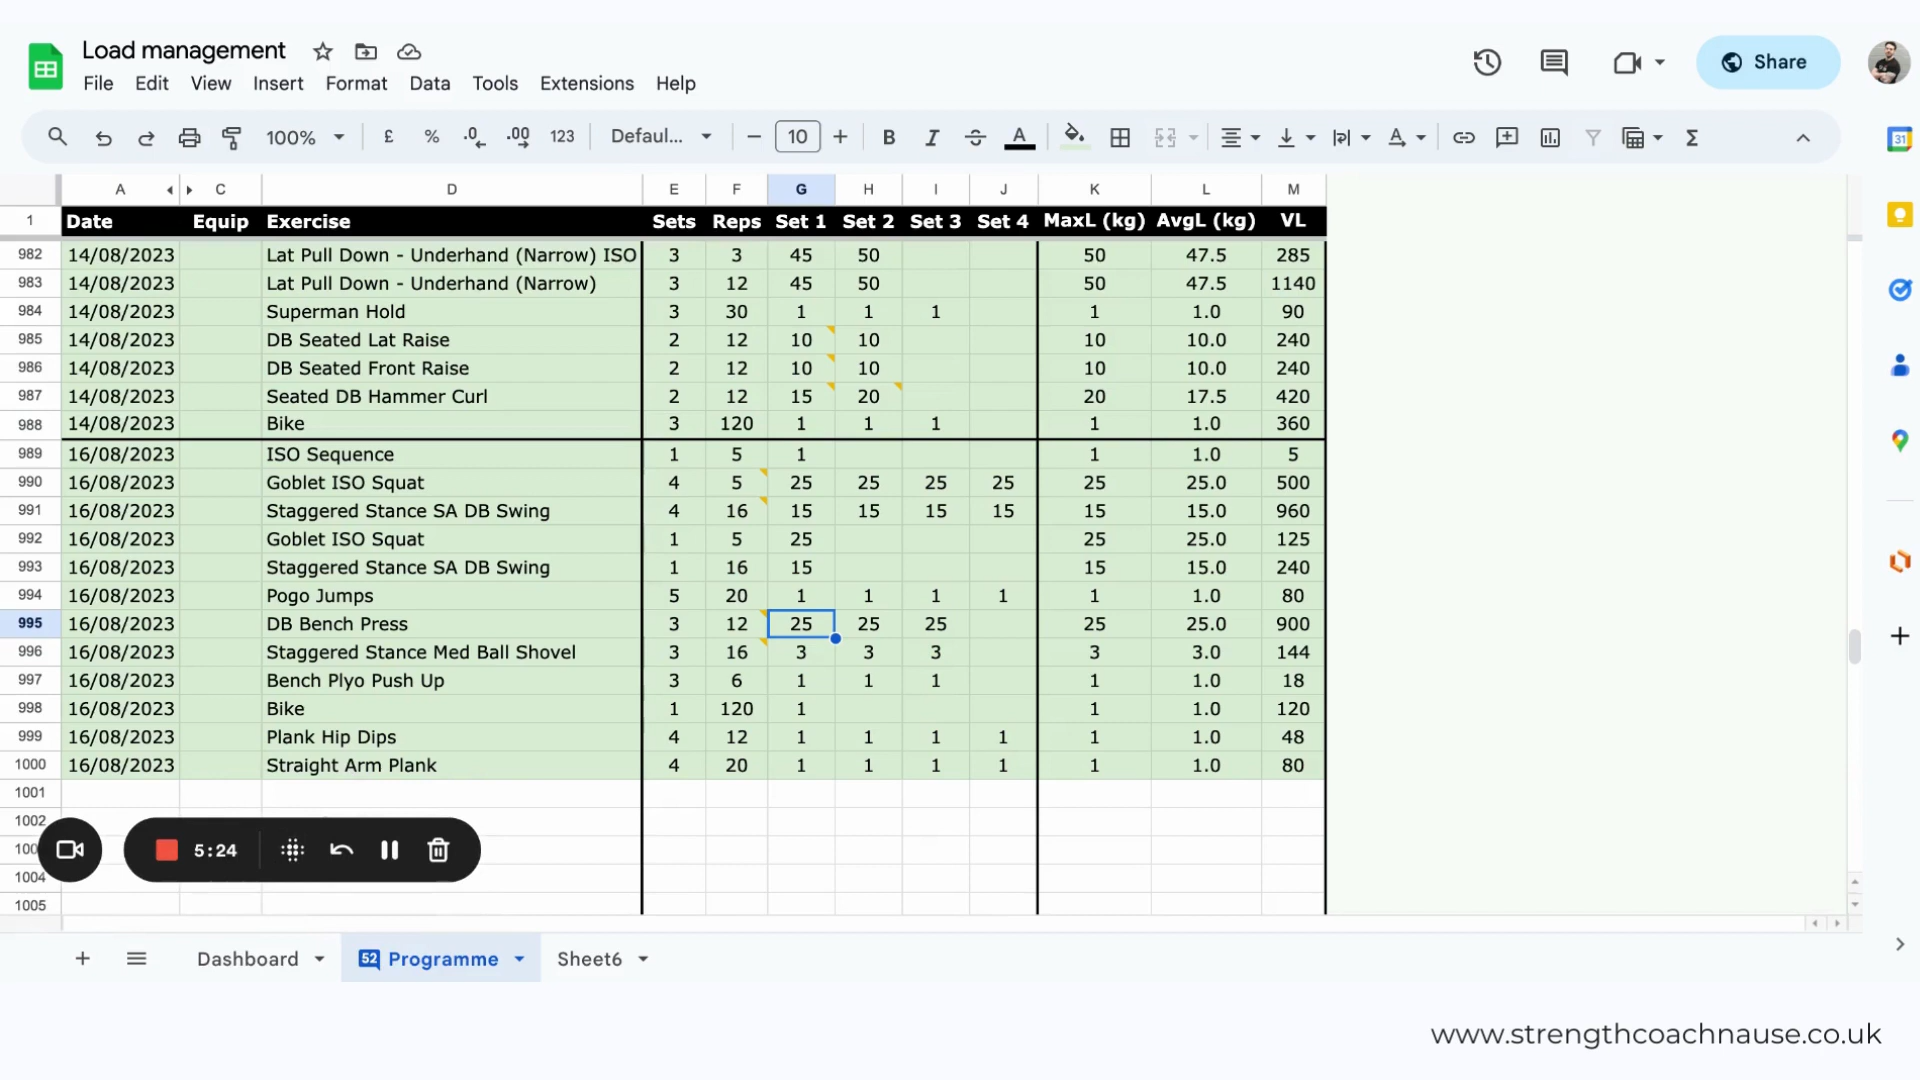 Load management
File Edit View Insert Format Data Tools Extensions Help
Share
100% £ % .0 .00 123 Defaul... 10 B I S A Σ
31
A C D E F G H I J K L M
1 Date Equip Exercise Sets Reps Set 1 Set 2 Set 3 Set 4 MaxL (kg) AvgL (kg) VL
982 14/08/2023 Lat Pull Down - Underhand (Narrow) ISO 3 3 45 50 50 47.5 285
983 14/08/2023 Lat Pull Down - Underhand (Narrow) 3 12 45 50 50 47.5 1140
984 14/08/2023 Superman Hold 3 30 1 1 1 1 1.0 90
985 14/08/2023 DB Seated Lat Raise 2 12 10 10 10 10.0 240
986 14/08/2023 DB Seated Front Raise 2 12 10 10 10 10.0 240
987 14/08/2023 Seated DB Hammer Curl 2 12 15 20 20 17.5 420
988 14/08/2023 Bike 3 120 1 1 1 1 1.0 360
989 16/08/2023 ISO Sequence 1 5 1 1 1.0 5
990 16/08/2023 Goblet ISO Squat 4 5 25 25 25 25 25 25.0 500
991 16/08/2023 Staggered Stance SA DB Swing 4 16 15 15 15 15 15 15.0 960
992 16/08/2023 Goblet ISO Squat 1 5 25 25 25.0 125
993 16/08/2023 Staggered Stance SA DB Swing 1 16 15 15 15.0 240
994 16/08/2023 Pogo Jumps 5 20 1 1 1 1 1 1.0 80
995 16/08/2023 DB Bench Press 3 12 25 25 25 25 25.0 900
996 16/08/2023 Staggered Stance Med Ball Shovel 3 16 3 3 3 3 3.0 144
997 16/08/2023 Bench Plyo Push Up 3 6 1 1 1 1 1.0 18
998 16/08/2023 Bike 1 120 1 1 1.0 120
999 16/08/2023 Plank Hip Dips 4 12 1 1 1 1 1 1.0 48
1000 16/08/2023 Straight Arm Plank 4 20 1 1 1 1 1 1.0 80
1001
1002
5:24
1004
1005
Dashboard 52 Programme Sheet6
www.strengthcoachnause.co.uk